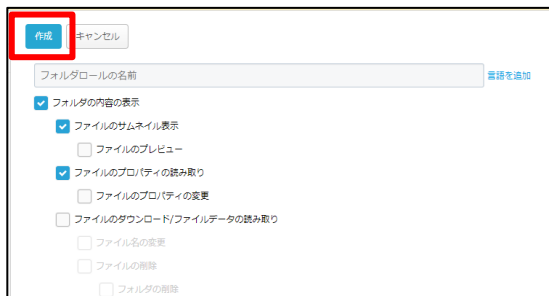 作成 キャンセル
フォルダロールの名前 言語を追加
フォルダの内容の表示
ファイルのサムネイル表示
ファイルのプレビュー
ファイルのプロパティの読み取り
ファイルのプロパティの変更
ファイルのダウンロード/ファイルデータの読み取り
ファイル名の変更
ファイルの削除
フォルダの削除